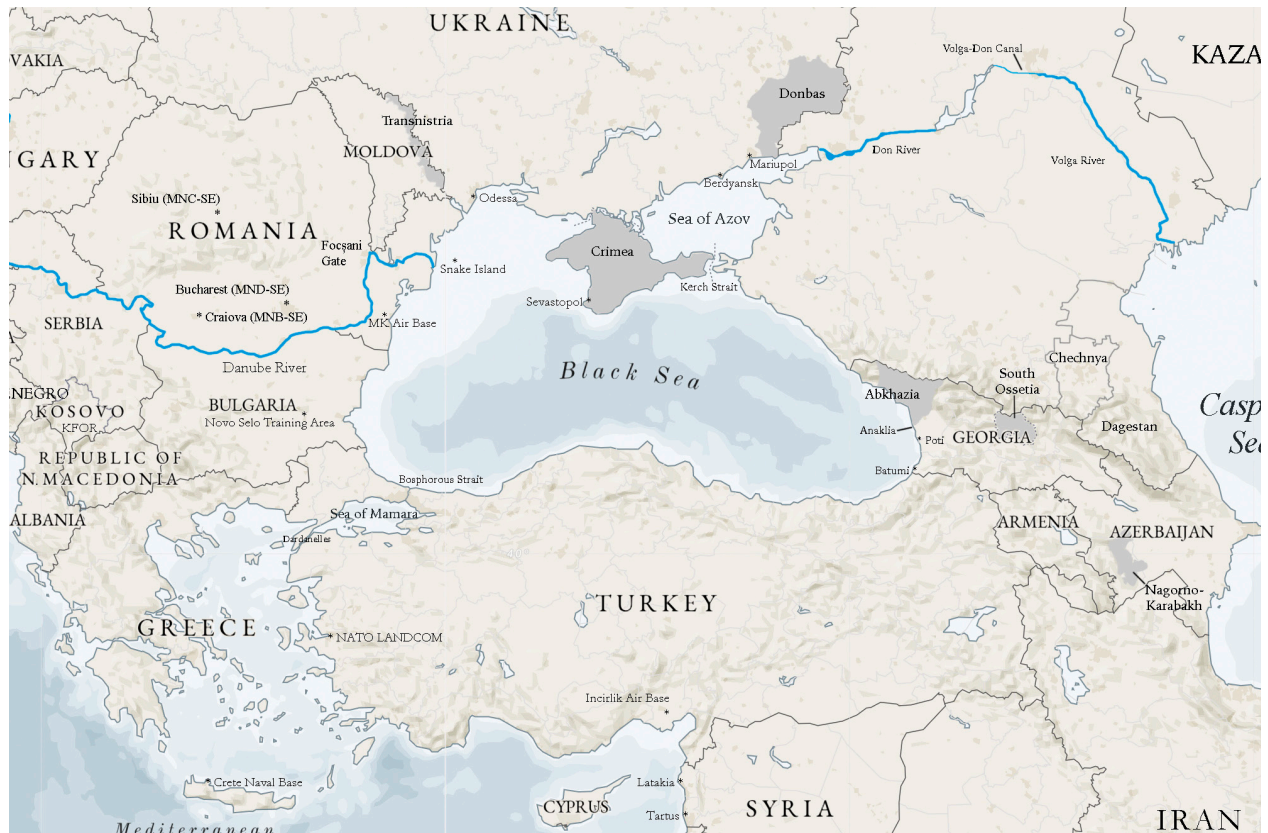 UKRAINE
Volga-Don Canal
KAZA
VAKIA
Donbas
Transnistria
MOLDOVA
Don River
Mariupol
Volga River
NGARY
Berdyansk
Sibiu (MNC-SE)
Odessa
Sea of Azov
ROMANIA
Focșani
Gate
Crimea
Snake Island
Kerch Strait
Bucharest (MND-SE)
Sevastopol
Craiova (MNB-SE)
MK Air Base
SERBIA
Danube River
Black Sea
Chechnya
South
Ossetia
Abkhazia
.NEGRO
KOSOVO
KFOR
BULGARIA
Novo Selo Training Area
Casp
Sea
Anaklia
Poti
GEORGIA
Dagestan
REPUBLIC OF
N.MACEDONIA
Batumi
Bosphorous Strait
ALBANIA
Sea of Mamara
ARMENIA
AZERBAIJAN
Dardanelles
Nagorno-
Karabakh
TURKEY
GREECE
NATO LANDCOM
Incirlik Air Base
Crete Naval Base
Latakia
CYPRUS
Tartus
SYRIA
IRAN
Mediterranean